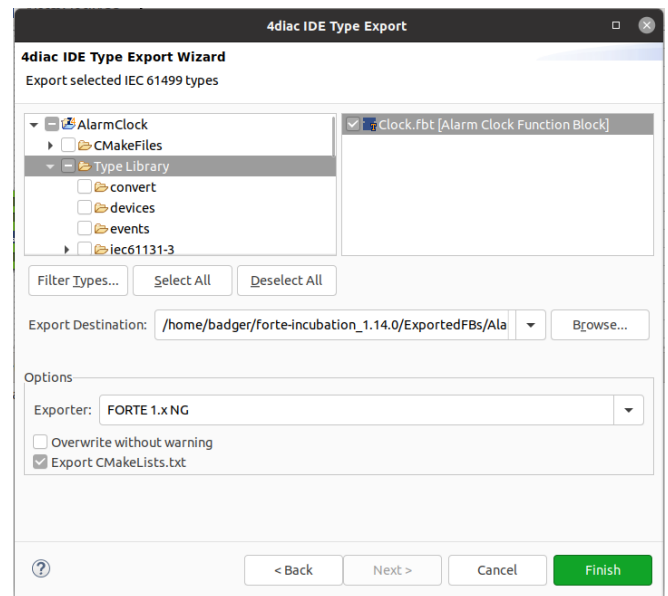 4diac IDE Type Export
4diac IDE Type Export Wizard
Export selected IEC 61499 types
AlarmClock
CMakeFiles
Type Library
convert
devices
events
iec61131-3
Clock.fbt [Alarm Clock Function Block]
Filter Types...
Select All
Deselect All
Export Destination:
/home/badger/forte-incubation_1.14.0/ExportedFBs/Ala
Browse...
Options
Exporter:
FORTE 1.x NG
Overwrite without warning
Export CMakeLists.txt
?
< Back
Next >
Cancel
Finish